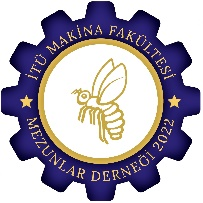 İTÜ MAKİNA FAKÜLTESİ
MEZUNLAR DERNEĞİ 2022